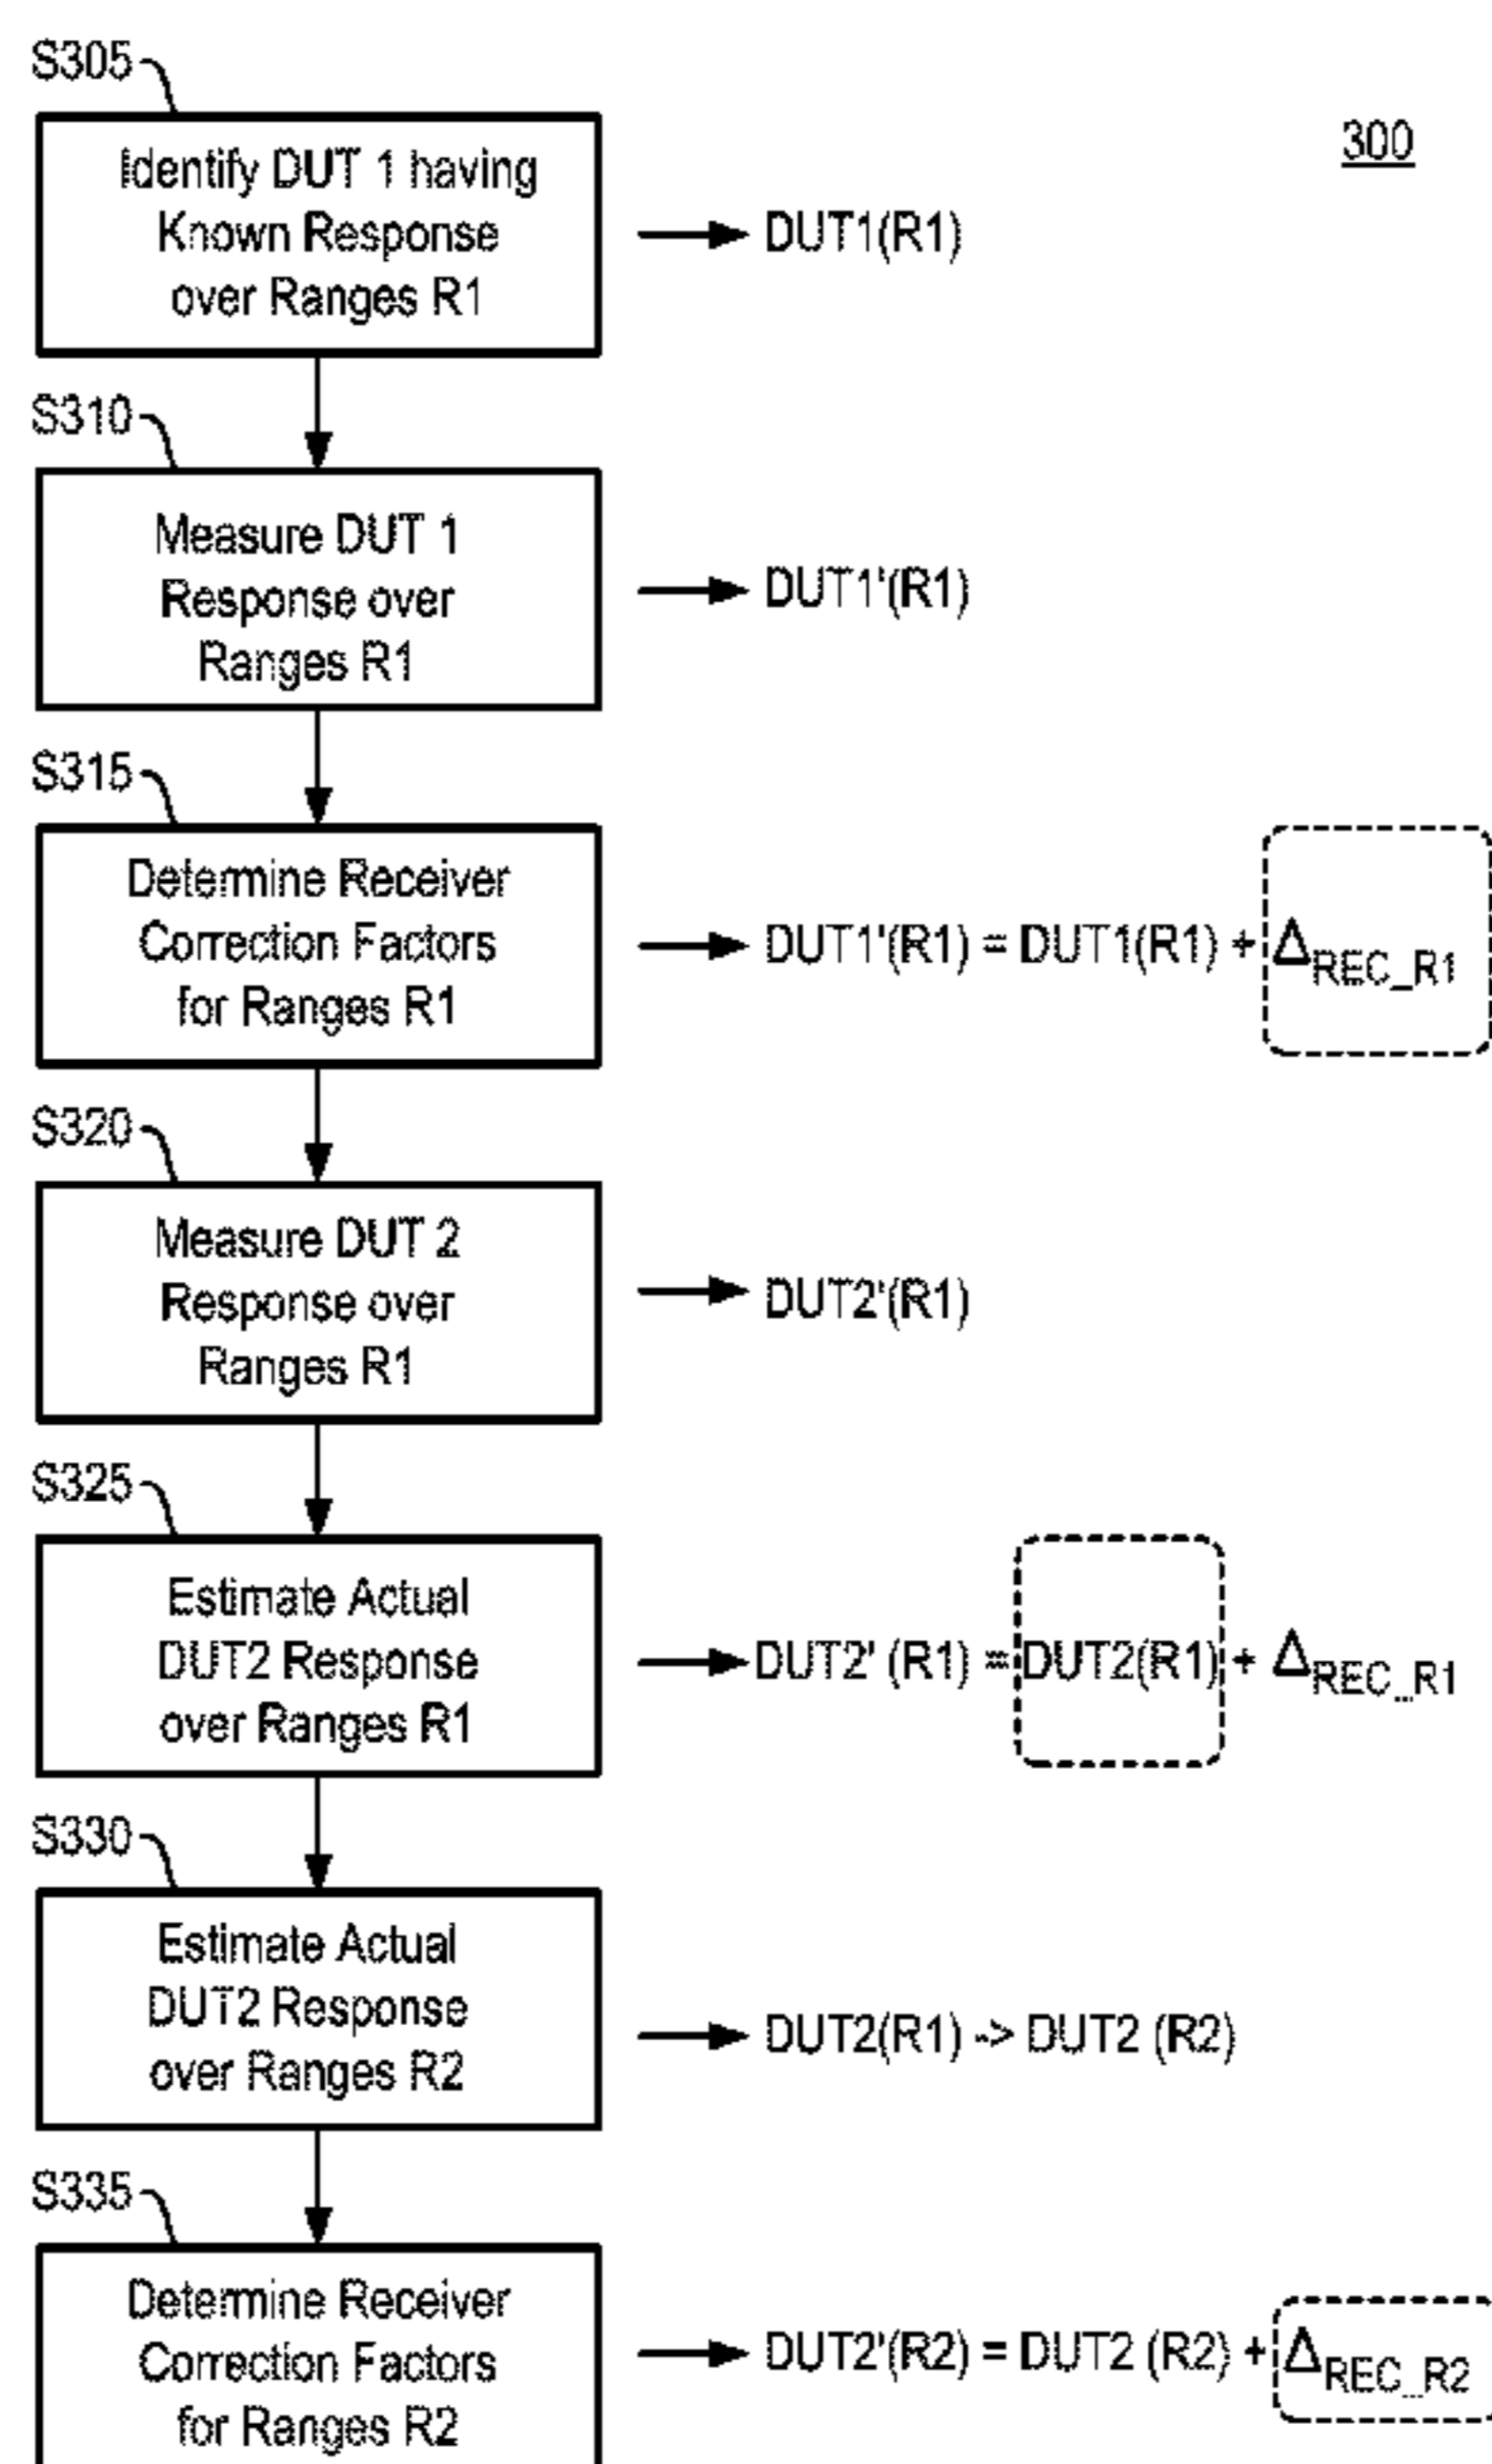 300
S305
Identify DUT 1 having
Known Response
over Ranges R1
DUT1(R1)
S310
Measure DUT 1
Response over
Ranges R1
DUT1'(R1)
S315
Determine Receiver
Correction Factors
for Ranges R1
DUT1'(R1) = DUT1(R1) + Δ REC_R1
S320
Measure DUT 2
Response over
Ranges R1
DUT2'(R1)
S325
Estimate Actual
DUT2 Response
over Ranges R1
DUT2' (R1) = DUT2(R1) + Δ REC_R1
S330
Estimate Actual
DUT2 Response
over Ranges R2
DUT2(R1) -> DUT2 (R2)
S335
Determine Receiver
Correction Factors
for Ranges R2
DUT2'(R2) = DUT2 (R2) + Δ REC_R2